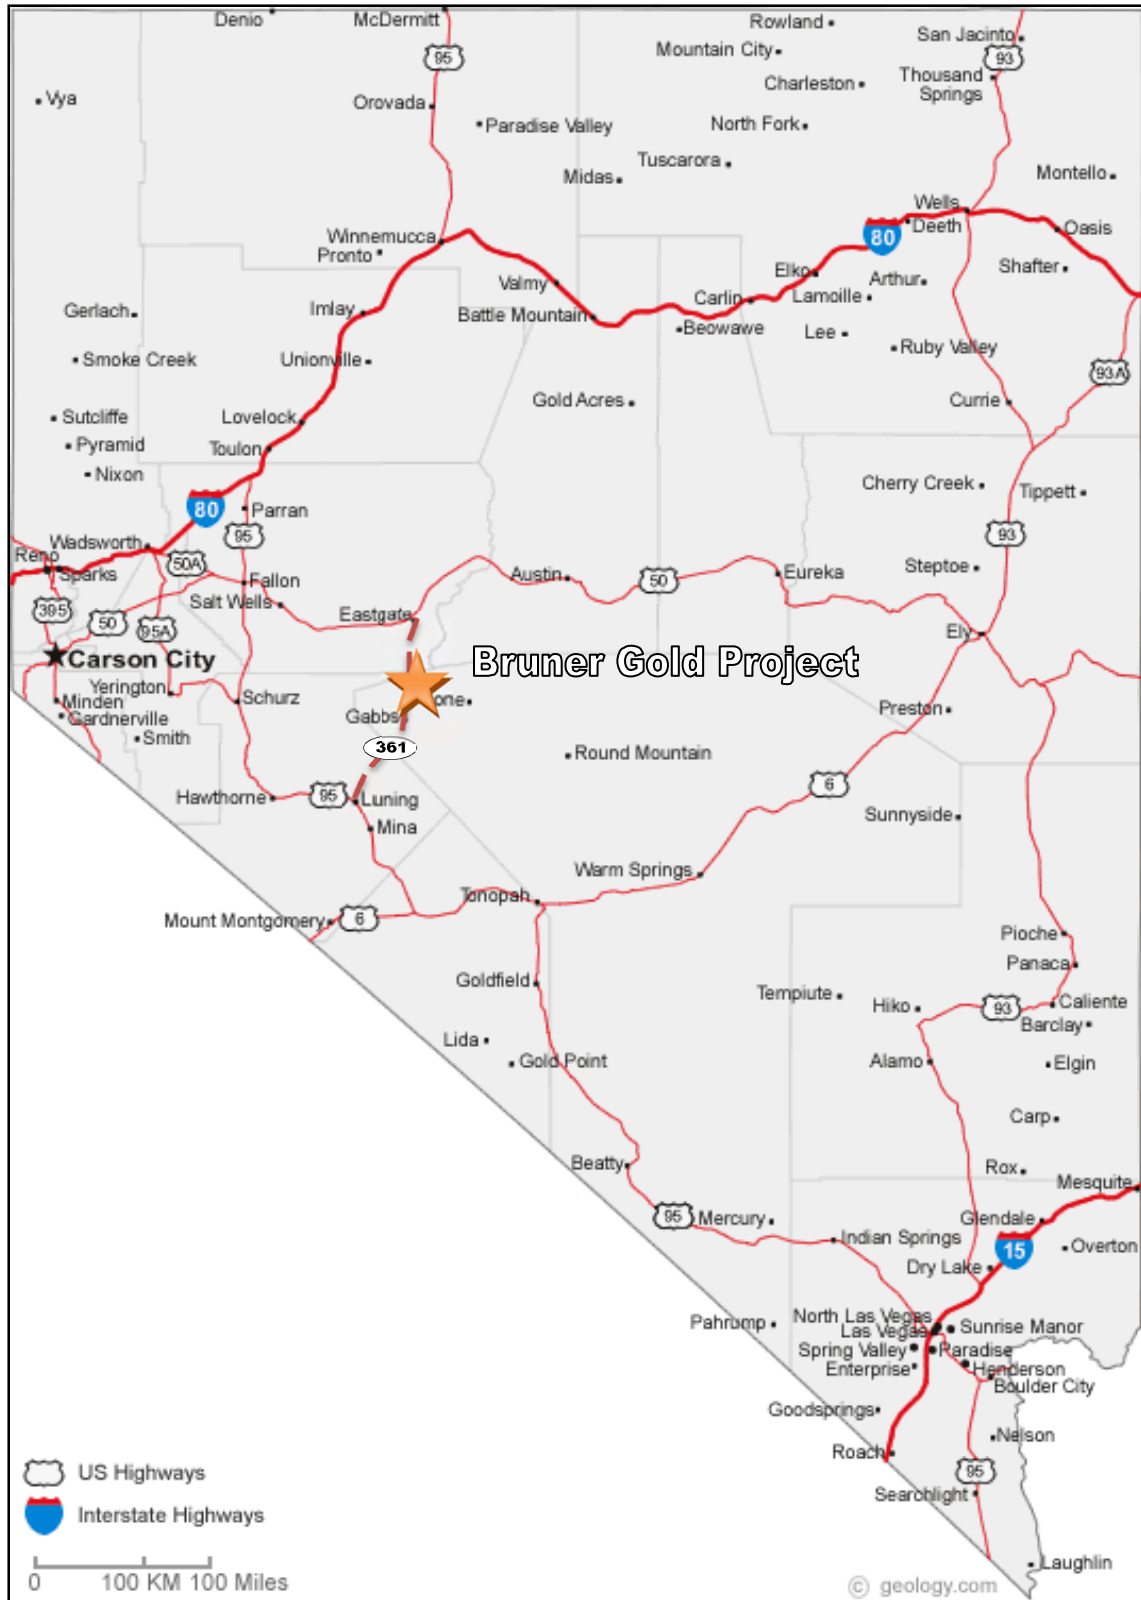 Denio
McDermitt
Rowland
San Jacinto
95
Mountain City
93
Charleston
Thousand
Springs
Vya
Orovada
Paradise Valley
North Fork
Tuscarora
Midas
Montello
Wells
Deeth
Oasis
80
Winnemucca
Pronto
Shafter
Elko
Arthur
Valmy
Carlin
Lamoille
Gerlach
Imlay
Battle Mountain
Beowawe
Lee
Ruby Valley
Smoke Creek
Unionville
93A
Gold Acres
Currie
Sutcliffe
Lovelock
Pyramid
Toulon
Nixon
Cherry Creek
Tippett
80
Parran
95
93
Wadsworth
Reno
50A
Sparks
Fallon
Austin
50
Eureka
Steptoe
395
50
Salt Wells
Eastgate
95A
Ely
Carson City
Bruner Gold Project
Yerington
Minden
Schurz
one
Gardnerville
Gabbs
Preston
Smith
361
Round Mountain
6
Hawthorne
95
Luning
Sunnyside
Mina
Warm Springs
Tonopah
Mount Montgomery
6
Pioche
Panaca
Goldfield
Tempiute
Hiko
93
Caliente
Barclay
Lida
Gold Point
Alamo
Elgin
Carp
Beatty
Rox
Mesquite
95
Mercury
Glendale
Indian Springs
15
Overton
Dry Lake
Pahrump
North Las Vegas
Las Vegas
Sunrise Manor
Spring Valley
Paradise
Enterprise
Henderson
Boulder City
Goodsprings
Nelson
Roach
US Highways
95
Searchlight
Interstate Highways
Laughlin
0 100 KM 100 Miles
© geology.com